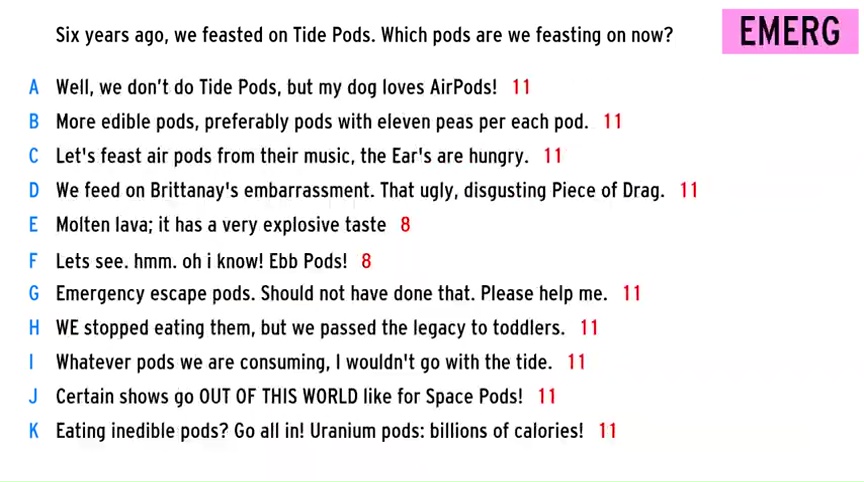 Six years ago, we feasted on Tide Pods. Which pods are we feasting on now?
EMERG
A Well, we don't do Tide Pods, but my dog loves AirPods! 11
B More edible pods, preferably pods with eleven peas per each pod. 11
C Let's feast air pods from their music, the Ear's are hungry. 11
D We feed on Brittanay's embarrassment. That ugly, disgusting Piece of Drag. 11
E Molten lava; it has a very explosive taste 8
F Lets see. hmm. oh i know! Ebb Pods! 8
G Emergency escape pods. Should not have done that. Please help me. 11
H WE stopped eating them, but we passed the legacy to toddlers. 11
I Whatever pods we are consuming, I wouldn't go with the tide. 11
J Certain shows go OUT OF THIS WORLD like for Space Pods! 11
K Eating inedible pods? Go all in! Uranium pods: billions of calories! 11